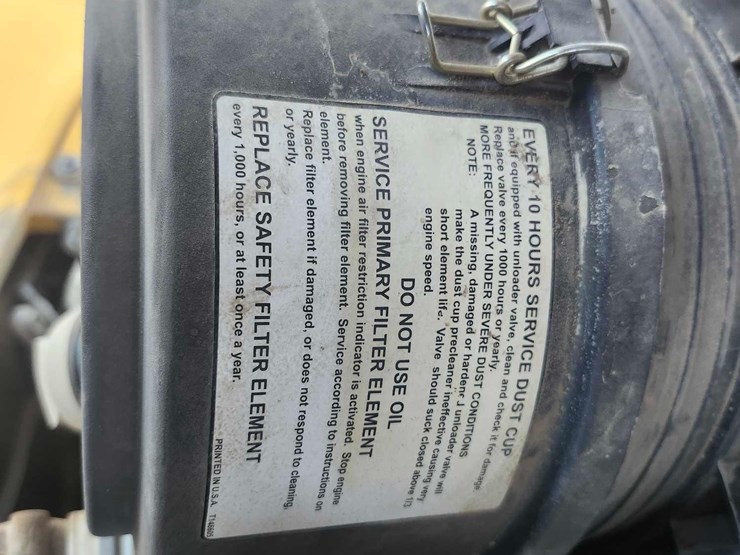 EVERY 10 HOURS SERVICE DUST CUP
and if equipped with unloader valve, clean and check it for damage
Replace valve every 1000 hours or yearly.
MORE FREQUENTLY UNDER SEVERE DUST CONDITIONS
NOTE: A missing, damaged or hardened unloader valve will
make the dust cup precleaner ineffective causing very
short element life. Valve should suck closed above 1/3
engine speed.
DO NOT USE OIL
SERVICE PRIMARY FILTER ELEMENT
when engine air filter restriction indicator is activated. Stop engine
before removing filter element. Service according to instructions on
element.
Replace filter element if damaged, or does not respond to cleaning,
or yearly.
REPLACE SAFETY FILTER ELEMENT
every 1,000 hours, or at least once a year.
PRINTED IN U.S.A. T148605